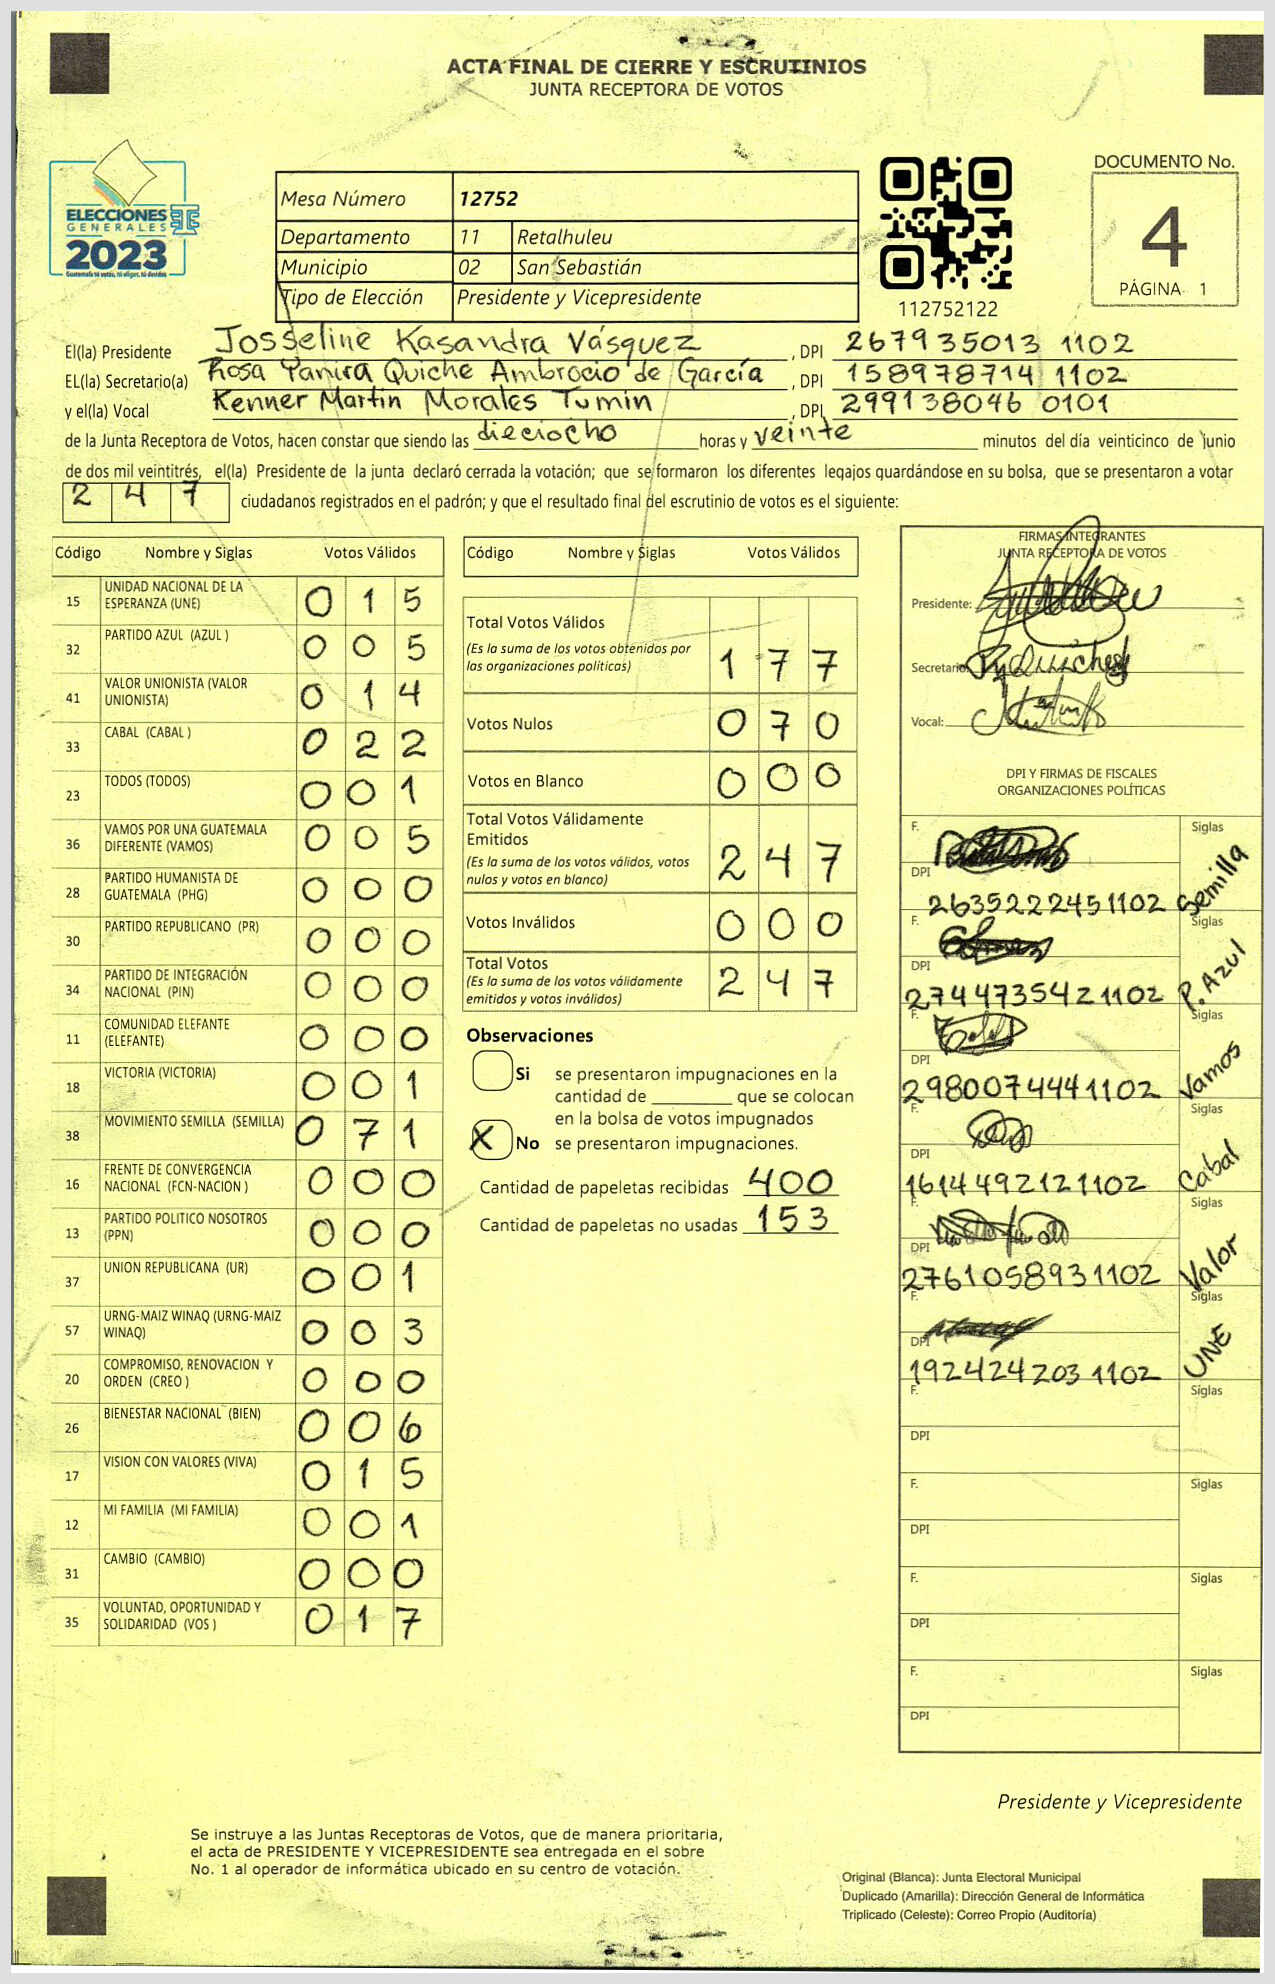 ACTA FINAL DE CIERRE Y ESCRUTINIOS
JUNTA RECEPTORA DE VOTOS
ELECCIONES
GENERALES
2023
Guatemala tú votas, tú eliges, tú decides
Mesa Número 12752
Departamento 11 Retalhuleu
Municipio 02 San Sebastián
Tipo de Elección Presidente y Vicepresidente
112752122
DOCUMENTO No.
4
PÁGINA 1
El(la) Presidente Josseline Kasandra Vásquez, DPI 267935013 1102
EL(la) Secretario(a) Rosa Yanira Quiche Ambrocio de García, DPI 158978714 1102
y el(la) Vocal Kenner Martin Morales Tumin, DPI 299138046 0101
de la Junta Receptora de Votos, hacen constar que siendo las dieciocho horas y veinte minutos del día veinticinco de junio
de dos mil veintitrés, el(la) Presidente de la junta declaró cerrada la votación; que se formaron los diferentes legajos guardándose en su bolsa, que se presentaron a votar
2 4 7 ciudadanos registrados en el padrón; y que el resultado final del escrutinio de votos es el siguiente:
Código Nombre y Siglas Votos Válidos
15 UNIDAD NACIONAL DE LA ESPERANZA (UNE) 0 1 5
32 PARTIDO AZUL (AZUL ) 0 0 5
41 VALOR UNIONISTA (VALOR UNIONISTA) 0 1 4
33 CABAL (CABAL ) 0 2 2
23 TODOS (TODOS) 0 0 1
36 VAMOS POR UNA GUATEMALA DIFERENTE (VAMOS) 0 0 5
28 PARTIDO HUMANISTA DE GUATEMALA (PHG) 0 0 0
30 PARTIDO REPUBLICANO (PR) 0 0 0
34 PARTIDO DE INTEGRACIÓN NACIONAL (PIN) 0 0 0
11 COMUNIDAD ELEFANTE (ELEFANTE) 0 0 0
18 VICTORIA (VICTORIA) 0 0 1
38 MOVIMIENTO SEMILLA (SEMILLA) 0 7 1
16 FRENTE DE CONVERGENCIA NACIONAL (FCN-NACION ) 0 0 0
13 PARTIDO POLITICO NOSOTROS (PPN) 0 0 0
37 UNION REPUBLICANA (UR) 0 0 1
57 URNG-MAIZ WINAQ (URNG-MAIZ WINAQ) 0 0 3
20 COMPROMISO, RENOVACION Y ORDEN (CREO ) 0 0 0
26 BIENESTAR NACIONAL (BIEN) 0 0 6
17 VISION CON VALORES (VIVA) 0 1 5
12 MI FAMILIA (MI FAMILIA) 0 0 1
31 CAMBIO (CAMBIO) 0 0 0
35 VOLUNTAD, OPORTUNIDAD Y SOLIDARIDAD (VOS ) 0 1 7
Código Nombre y Siglas Votos Válidos
Total Votos Válidos
(Es la suma de los votos obtenidos por
las organizaciones políticas) 1 7 7
Votos Nulos 0 7 0
Votos en Blanco 0 0 0
Total Votos Válidamente
Emitidos
(Es la suma de los votos válidos, votos
nulos y votos en blanco) 2 4 7
Votos Inválidos 0 0 0
Total Votos
(Es la suma de los votos válidamente
emitidos y votos inválidos) 2 4 7
Observaciones
Si se presentaron impugnaciones en la
cantidad de ________ que se colocan
en la bolsa de votos impugnados
X No se presentaron impugnaciones.
Cantidad de papeletas recibidas 400
Cantidad de papeletas no usadas 153
FIRMAS INTEGRANTES
JUNTA RECEPTORA DE VOTOS
Presidente:
Secretario:
Vocal:
DPI Y FIRMAS DE FISCALES
ORGANIZACIONES POLÍTICAS
F. Siglas
DPI 2635222451102 Semilla
F. Siglas
DPI 2744735421102 P. Azul
F. Siglas
DPI 2980074441102 Vamos
F. Siglas
DPI 1614492121102 Cabal
F. Siglas
DPI 2761058931102 Valor
F. Siglas
DPI 192424203 1102 UNE
F. Siglas
DPI
F. Siglas
DPI
F. Siglas
DPI
F. Siglas
DPI
Presidente y Vicepresidente
Se instruye a las Juntas Receptoras de Votos, que de manera prioritaria,
el acta de PRESIDENTE Y VICEPRESIDENTE sea entregada en el sobre
No. 1 al operador de informática ubicado en su centro de votación.
Original (Blanca): Junta Electoral Municipal
Duplicado (Amarilla): Dirección General de Informática
Triplicado (Celeste): Correo Propio (Auditoría)